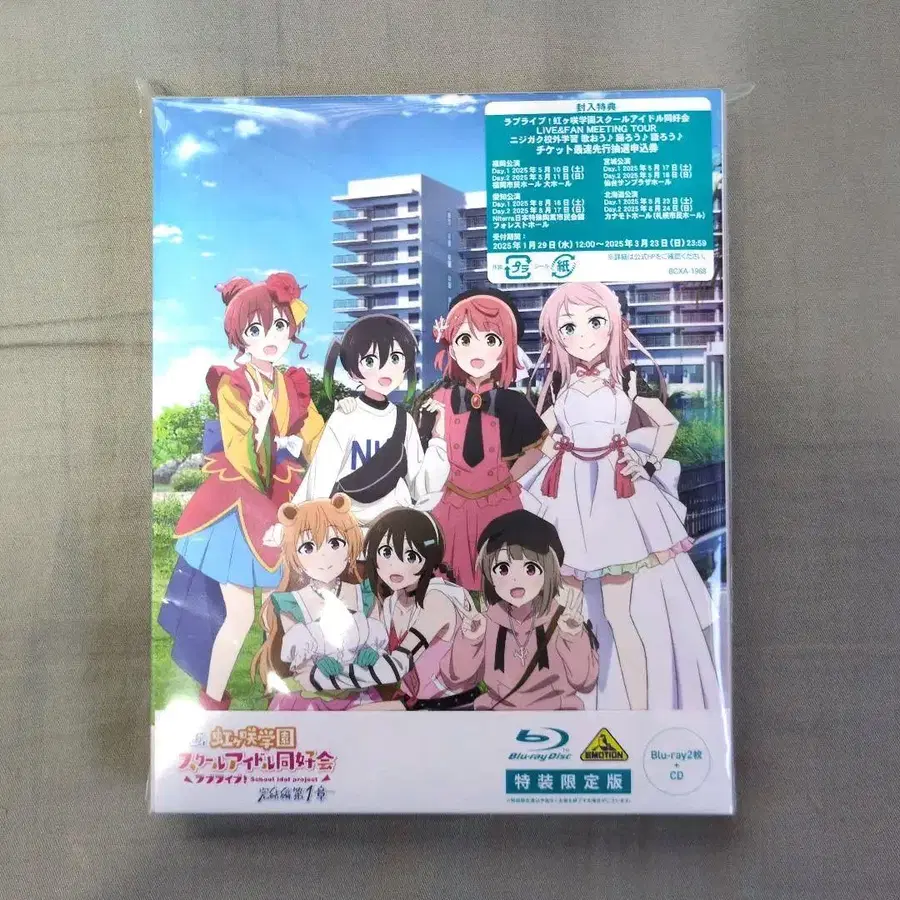 封入特典
ラブライブ！虹ヶ咲学園スクールアイドル同好会
LIVE&FAN MEETING TOUR
ニジガク校外学習 歌おう♪ 踊ろう♪ 語ろう♪
チケット最速先行抽選申込券
福岡公演
Day.1 2025年5月10日(土)
Day.2 2025年5月11日(日)
福岡市民ホール 大ホール
宮城公演
Day.1 2025年5月17日(土)
Day.2 2025年5月18日(日)
仙台サンプラザホール
愛知公演
Day.1 2025年8月16日(土)
Day.2 2025年8月17日(日)
Niterra日本特殊陶業市民会館
フォレストホール
北海道公演
Day.1 2025年8月23日(土)
Day.2 2025年8月24日(日)
カナモトホール(札幌市民ホール)
受付期間：
2025年1月29日(水) 12:00～2025年3月23日(日) 23:59
※詳細は公式HPをご確認ください。
外装: プラ シール: 紙
BCXA-1988
虹ヶ咲学園
スクールアイドル同好会
ラブライブ! School idol project
完結編 第1章
Blu-ray Disc
EMOTION
特装限定版
Blu-ray2枚
+
CD